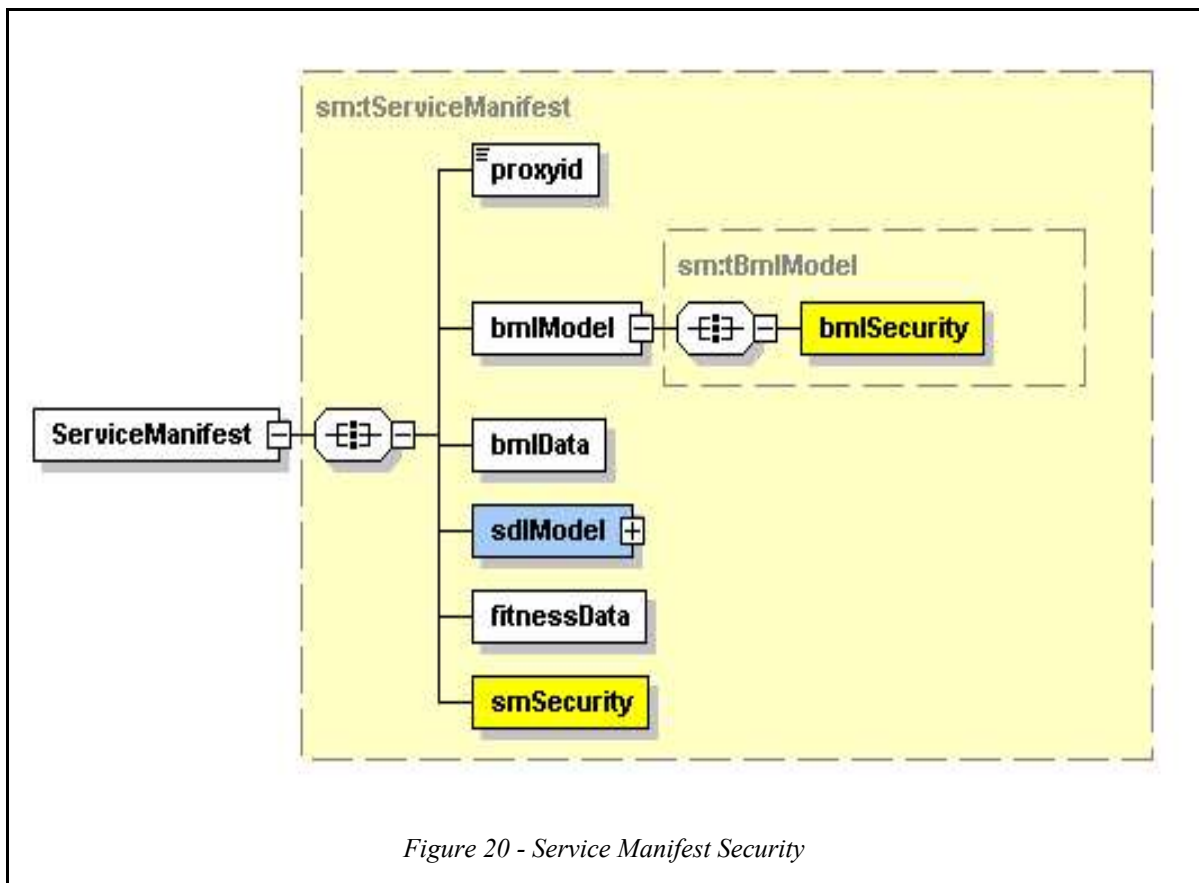 sm:tServiceManifest
proxyid
sm:tBmlModel
bmlModel
bmlSecurity
ServiceManifest
bmlData
sdlModel
fitnessData
smSecurity
Figure 20 - Service Manifest Security